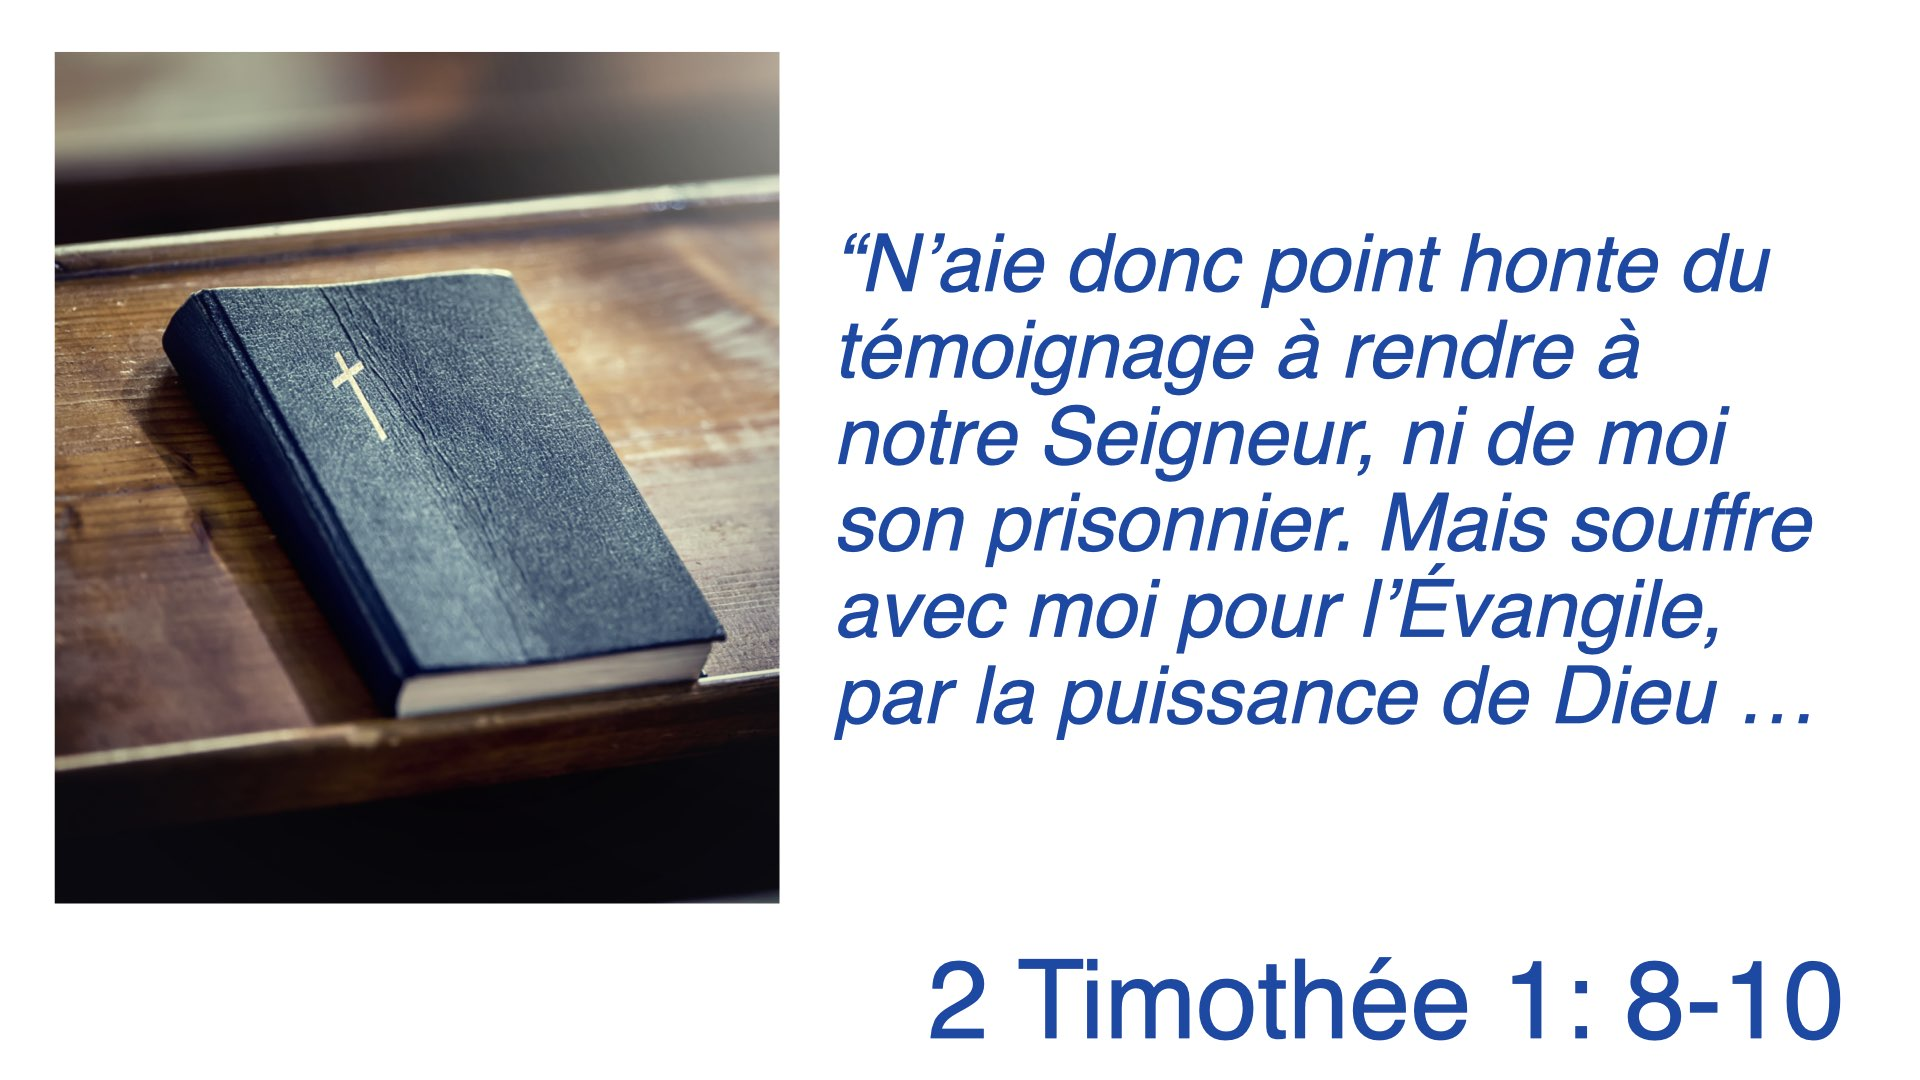 “N’aie donc point honte du
témoignage à rendre à
notre Seigneur, ni de moi
son prisonnier. Mais souffre
avec moi pour l’Évangile,
par la puissance de Dieu …
2 Timothée 1: 8-10